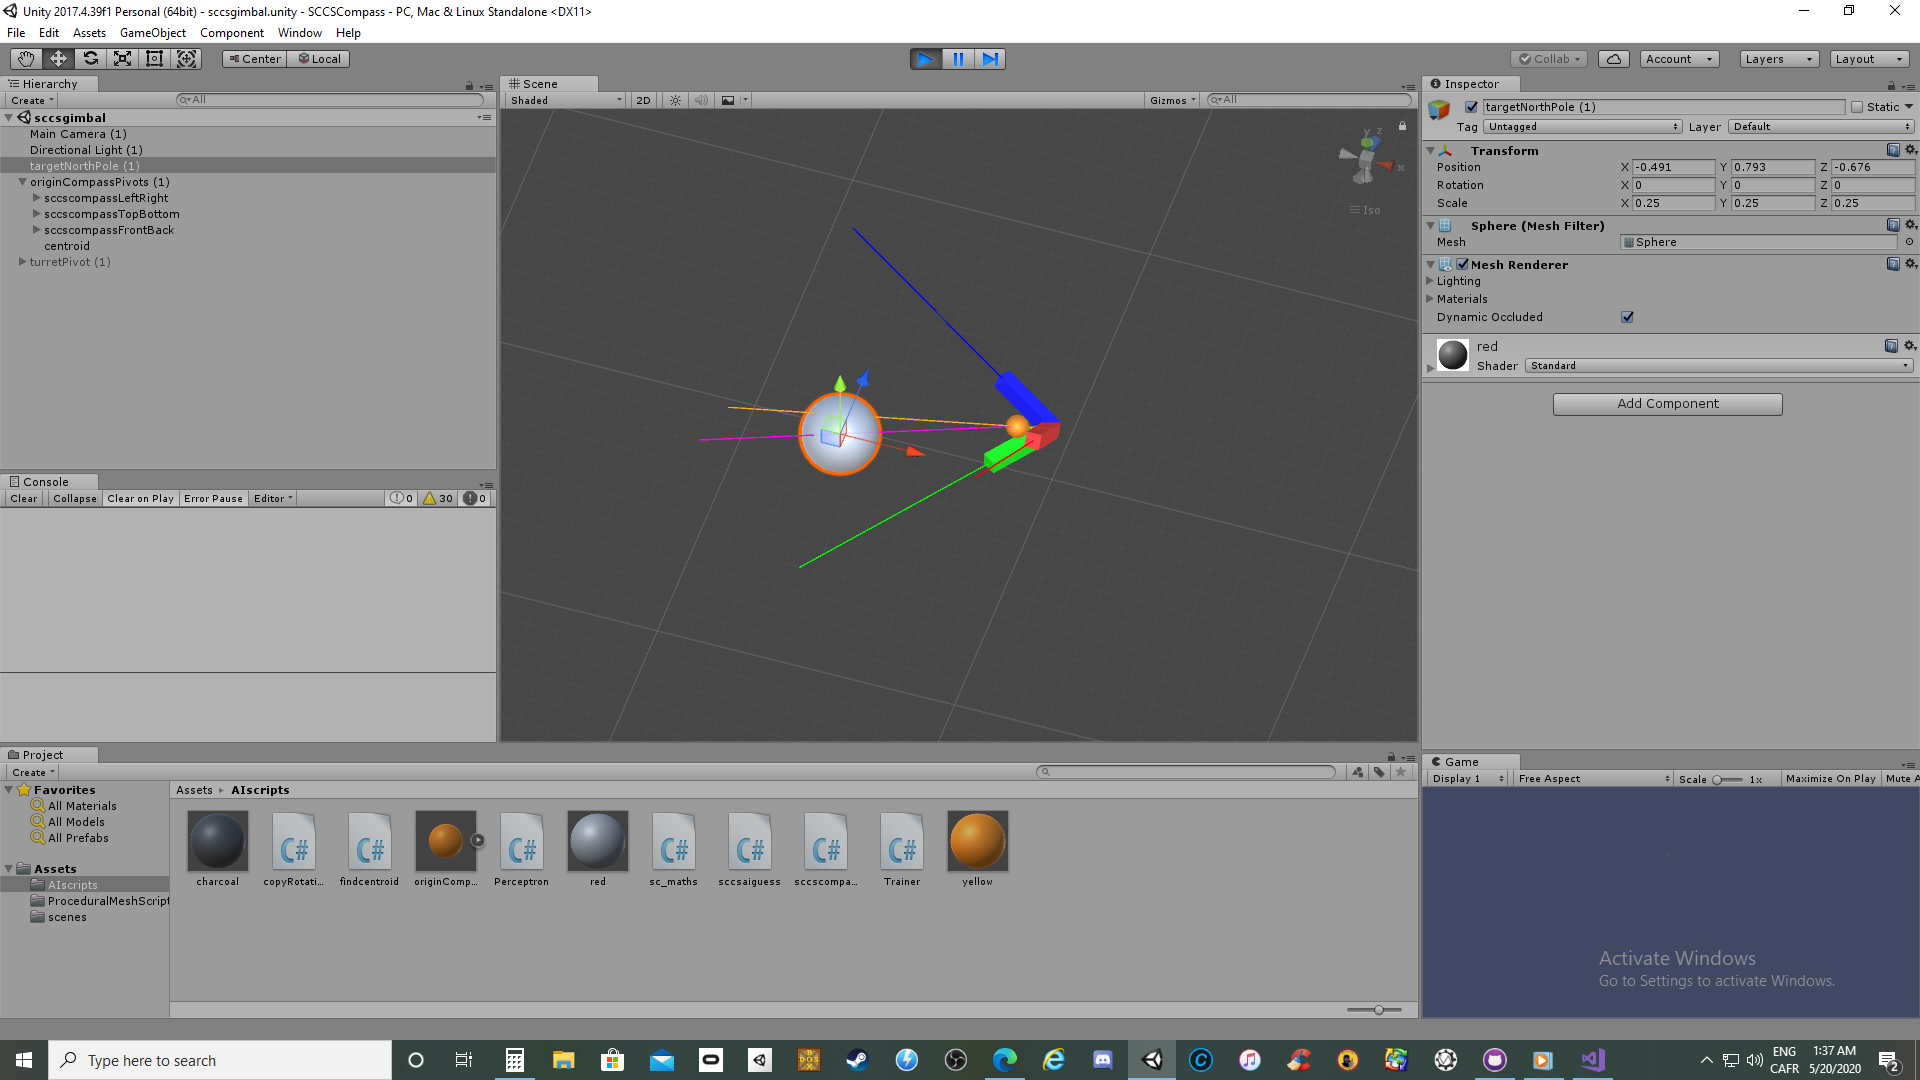 Unity 2017.4.39f1 Personal (64bit) - sccsgimbal.unity - SCCSCompass - PC, Mac & Linux Standalone <DX11>
File Edit Assets GameObject Component Window Help
Center Local Collab Account Layers Layout
Hierarchy
Create All
sccsgimbal
Main Camera (1)
Directional Light (1)
targetNorthPole (1)
originCompassPivots (1)
sccscompassLeftRight
sccscompassTopBottom
sccscompassFrontBack
centroid
turretPivot (1)
Scene
Shaded 2D Gizmos All
y z
x
Iso
Inspector
targetNorthPole (1) Static
Tag Untagged Layer Default
Transform
Position X -0.491 Y 0.793 Z -0.676
Rotation X 0 Y 0 Z 0
Scale X 0.25 Y 0.25 Z 0.25
Sphere (Mesh Filter)
Mesh Sphere
Mesh Renderer
Lighting
Materials
Dynamic Occluded
red
Shader Standard
Add Component
Console
Clear Collapse Clear on Play Error Pause Editor 0 30 0
Project
Create
Favorites
All Materials
All Models
All Prefabs
Assets
AIscripts
ProceduralMeshScript
scenes
Assets AIscripts
C# C# C# C# C# C# C#
charcoal copyRotati... findcentroid originComp... Perceptron red sc_maths sccsaiguess sccscompa... Trainer yellow
Game
Display 1 Free Aspect Scale 1x Maximize On Play Mute A
Activate Windows
Go to Settings to activate Windows.
Type here to search
ENG
CAFR
1:37 AM
5/20/2020
2